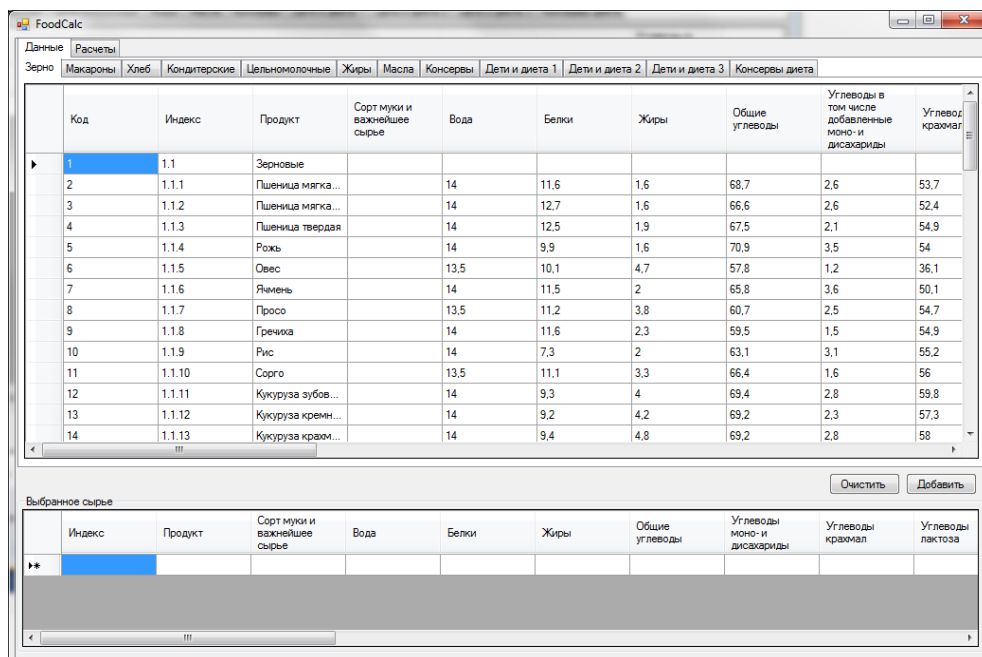 FoodCalc
Данные Расчеты
Зерно Макароны Хлеб Кондитерские Цельномолочные Жиры Масла Консервы Дети и диета 1 Дети и диета 2 Дети и диета 3 Консервы диета
Код Индекс Продукт Сорт муки и важнейшее сырье Вода Белки Жиры Общие углеводы Углеводы в том числе добавленные моно- и дисахариды Углевод крахмал
1 1.1 Зерновые
2 1.1.1 Пшеница мягка... 14 11,6 1,6 68,7 2,6 53,7
3 1.1.2 Пшеница мягка... 14 12,7 1,6 66,6 2,6 52,4
4 1.1.3 Пшеница твердая 14 12,5 1,9 67,5 2,1 54,9
5 1.1.4 Рожь 14 9,9 1,6 70,9 3,5 54
6 1.1.5 Овес 13,5 10,1 4,7 57,8 1,2 36,1
7 1.1.6 Ячмень 14 11,5 2 65,8 3,6 50,1
8 1.1.7 Просо 13,5 11,2 3,8 60,7 2,5 54,7
9 1.1.8 Гречиха 14 11,6 2,3 59,5 1,5 54,9
10 1.1.9 Рис 14 7,3 2 63,1 3,1 55,2
11 1.1.10 Сорго 13,5 11,1 3,3 66,4 1,6 56
12 1.1.11 Кукуруза зубов... 14 9,3 4 69,4 2,8 59,8
13 1.1.12 Кукуруза кремн... 14 9,2 4,2 69,2 2,3 57,3
14 1.1.13 Кукуруза крахм... 14 9,4 4,8 69,2 2,8 58
Очистить Добавить
Выбранное сырье
Индекс Продукт Сорт муки и важнейшее сырье Вода Белки Жиры Общие углеводы Углеводы моно- и дисахариды Углеводы крахмал Углеводы лактоза